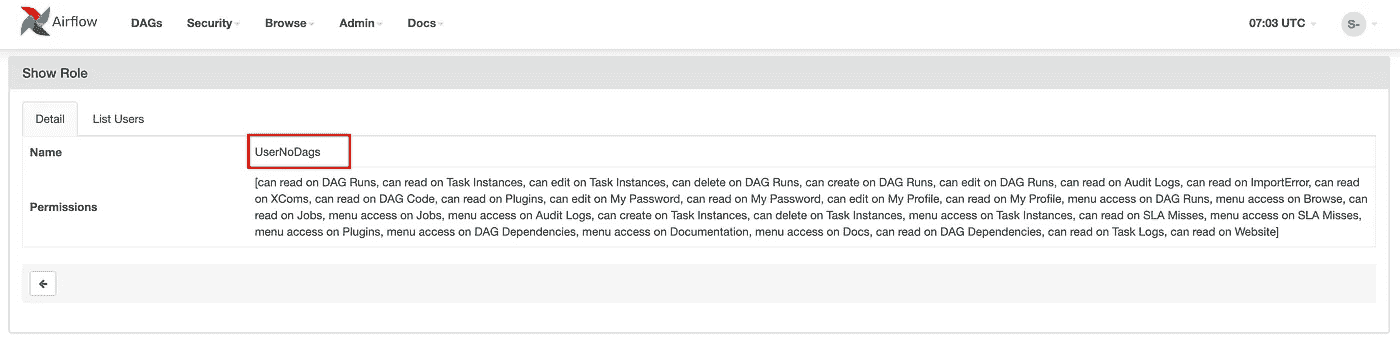 Airflow DAGs Security Browse Admin Docs 07:03 UTC S-
Show Role
Detail List Users
Name UserNoDags
[can read on DAG Runs, can read on Task Instances, can edit on Task Instances, can delete on DAG Runs, can create on DAG Runs, can edit on DAG Runs, can read on Audit Logs, can read on ImportError, can read
on XComs, can read on DAG Code, can read on Plugins, can edit on My Password, can read on My Password, can edit on My Profile, can read on My Profile, menu access on DAG Runs, menu access on Browse, can
Permissions
read on Jobs, menu access on Jobs, menu access on Audit Logs, can create on Task Instances, can delete on Task Instances, menu access on Task Instances, can read on SLA Misses, menu access on SLA Misses,
menu access on Plugins, menu access on DAG Dependencies, menu access on Documentation, menu access on Docs, can read on DAG Dependencies, can read on Task Logs, can read on Website]